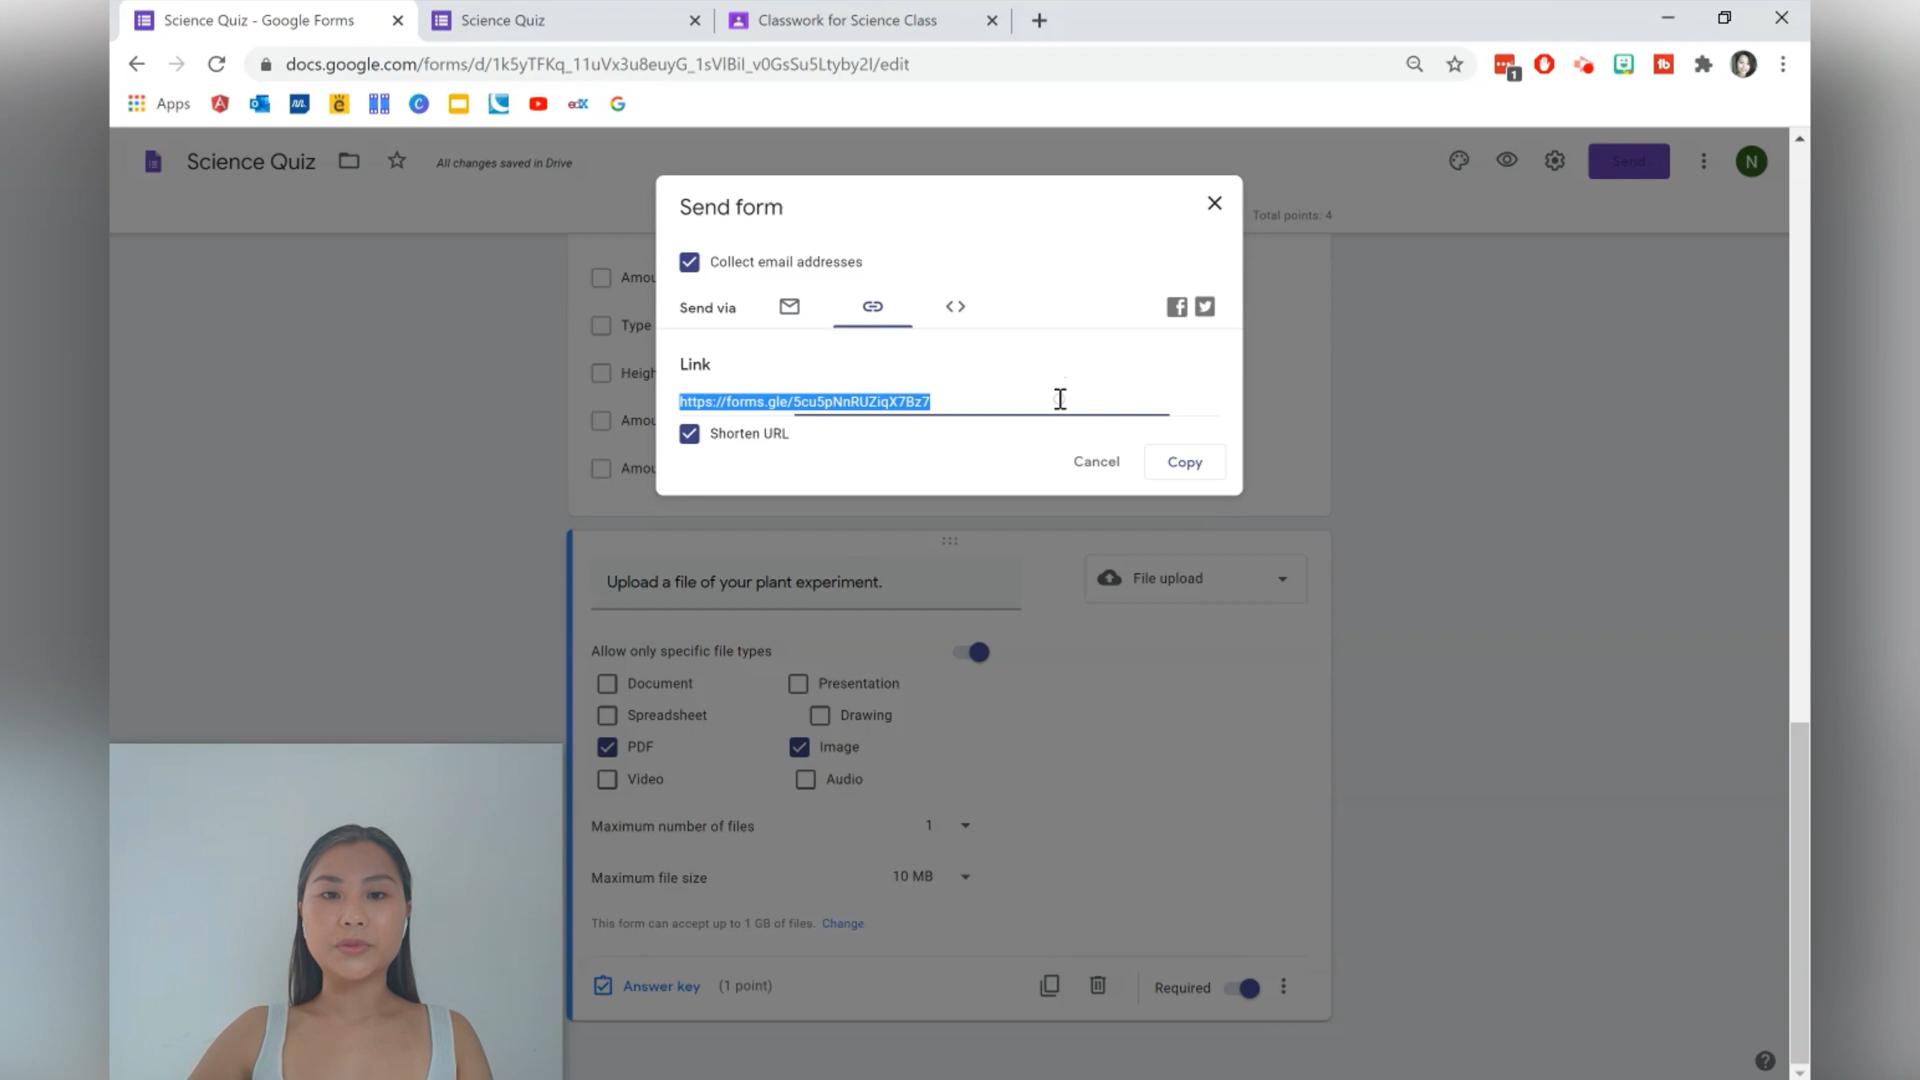 Science Quiz - Google Forms
Science Quiz
Classwork for Science Class
docs.google.com/forms/d/1k5yTFKq_11uVx3u8euyG_1sVlBil_v0GsSu5Ltyby2I/edit
1
Apps
edX
Science Quiz
All changes saved in Drive
Send
N
Total points: 4
Send form
Collect email addresses
Send via
Link
https://forms.gle/5cu5pNnRUZiqX7Bz7
Shorten URL
Cancel
Copy
Amou
Type
Heigh
Amou
Amou
Upload a file of your plant experiment.
File upload
Allow only specific file types
Document
Presentation
Spreadsheet
Drawing
PDF
Image
Video
Audio
Maximum number of files
1
Maximum file size
10 MB
This form can accept up to 1 GB of files. Change
Answer key
(1 point)
Required